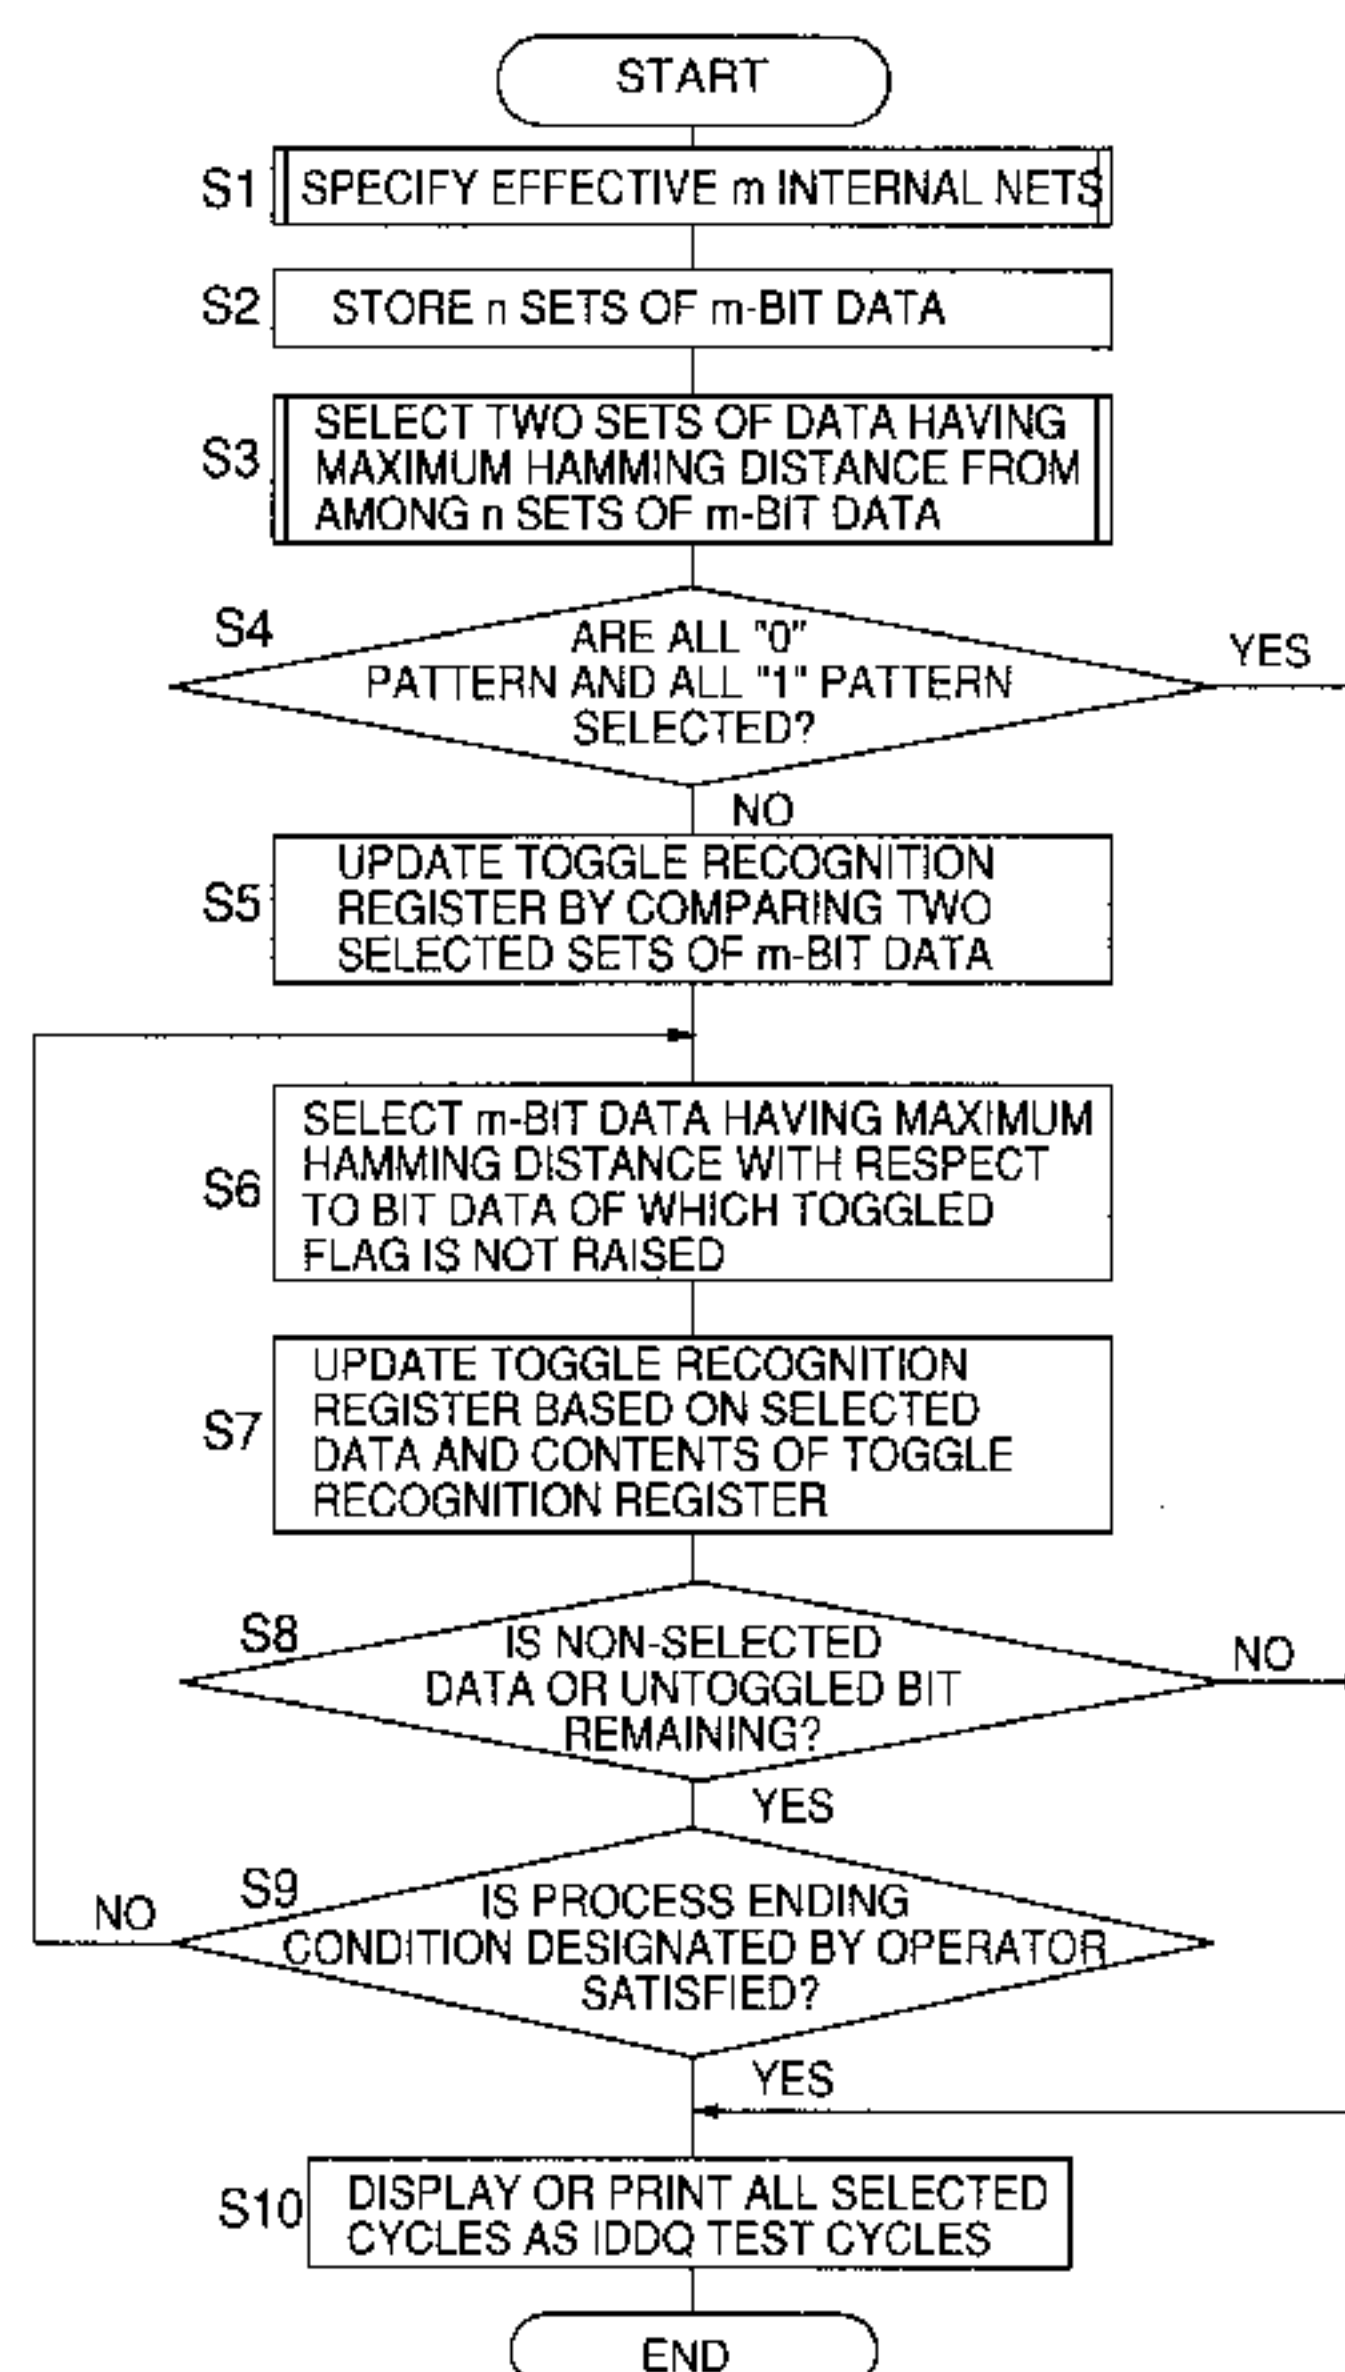 START
S1
SPECIFY EFFECTIVE m INTERNAL NETS
S2
STORE n SETS OF m-BIT DATA
S3
SELECT TWO SETS OF DATA HAVING
MAXIMUM HAMMING DISTANCE FROM
AMONG n SETS OF m-BIT DATA
S4
ARE ALL "0"
PATTERN AND ALL "1" PATTERN
SELECTED?
YES
NO
S5
UPDATE TOGGLE RECOGNITION
REGISTER BY COMPARING TWO
SELECTED SETS OF m-BIT DATA
S6
SELECT m-BIT DATA HAVING MAXIMUM
HAMMING DISTANCE WITH RESPECT
TO BIT DATA OF WHICH TOGGLED
FLAG IS NOT RAISED
S7
UPDATE TOGGLE RECOGNITION
REGISTER BASED ON SELECTED
DATA AND CONTENTS OF TOGGLE
RECOGNITION REGISTER
S8
IS NON-SELECTED
DATA OR UNTOGGLED BIT
REMAINING?
NO
YES
S9
NO
IS PROCESS ENDING
CONDITION DESIGNATED BY OPERATOR
SATISFIED?
YES
S10
DISPLAY OR PRINT ALL SELECTED
CYCLES AS IDDQ TEST CYCLES
END